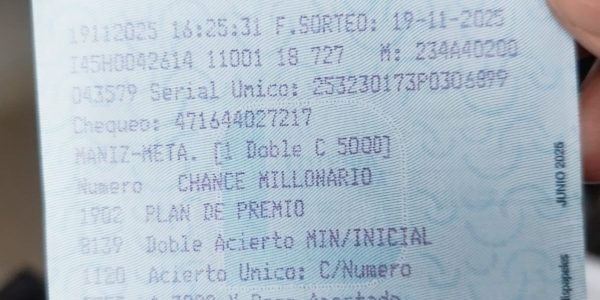 19112025 16:25:31 F.SORTEO: 19-11-2025
I45H0042614 11001 18 727 M: 234A40200
043579 Serial Unico: 253230173P0306899
Chequeo: 471644027217
MANIZ-META. [1 Doble C 5000]
Numero CHANCE MILLONARIO
1902 PLAN DE PREMIO
8139 Doble Acierto MIN/INICIAL
1120 Acierto Unico: C/Numero
JUNIO 2025